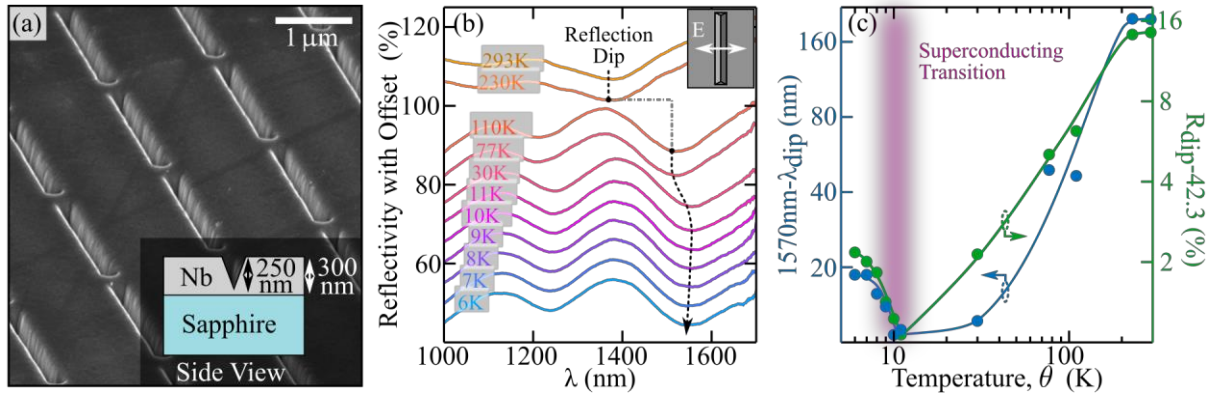 (a)
1 μm
Nb
250
nm
300
nm
Sapphire
Side View
(b)
Reflectivity with Offset (%)
120
100
80
60
Reflection
Dip
E
293K
230K
110K
77K
30K
11K
10K
9K
8K
7K
6K
1000
1200
1400
1600
λ (nm)
(c)
1570nm-λdip (nm)
160
80
40
20
Superconducting
Transition
16
8
4
2
Rdip-42.3 (%)
10
100
Temperature, θ (K)